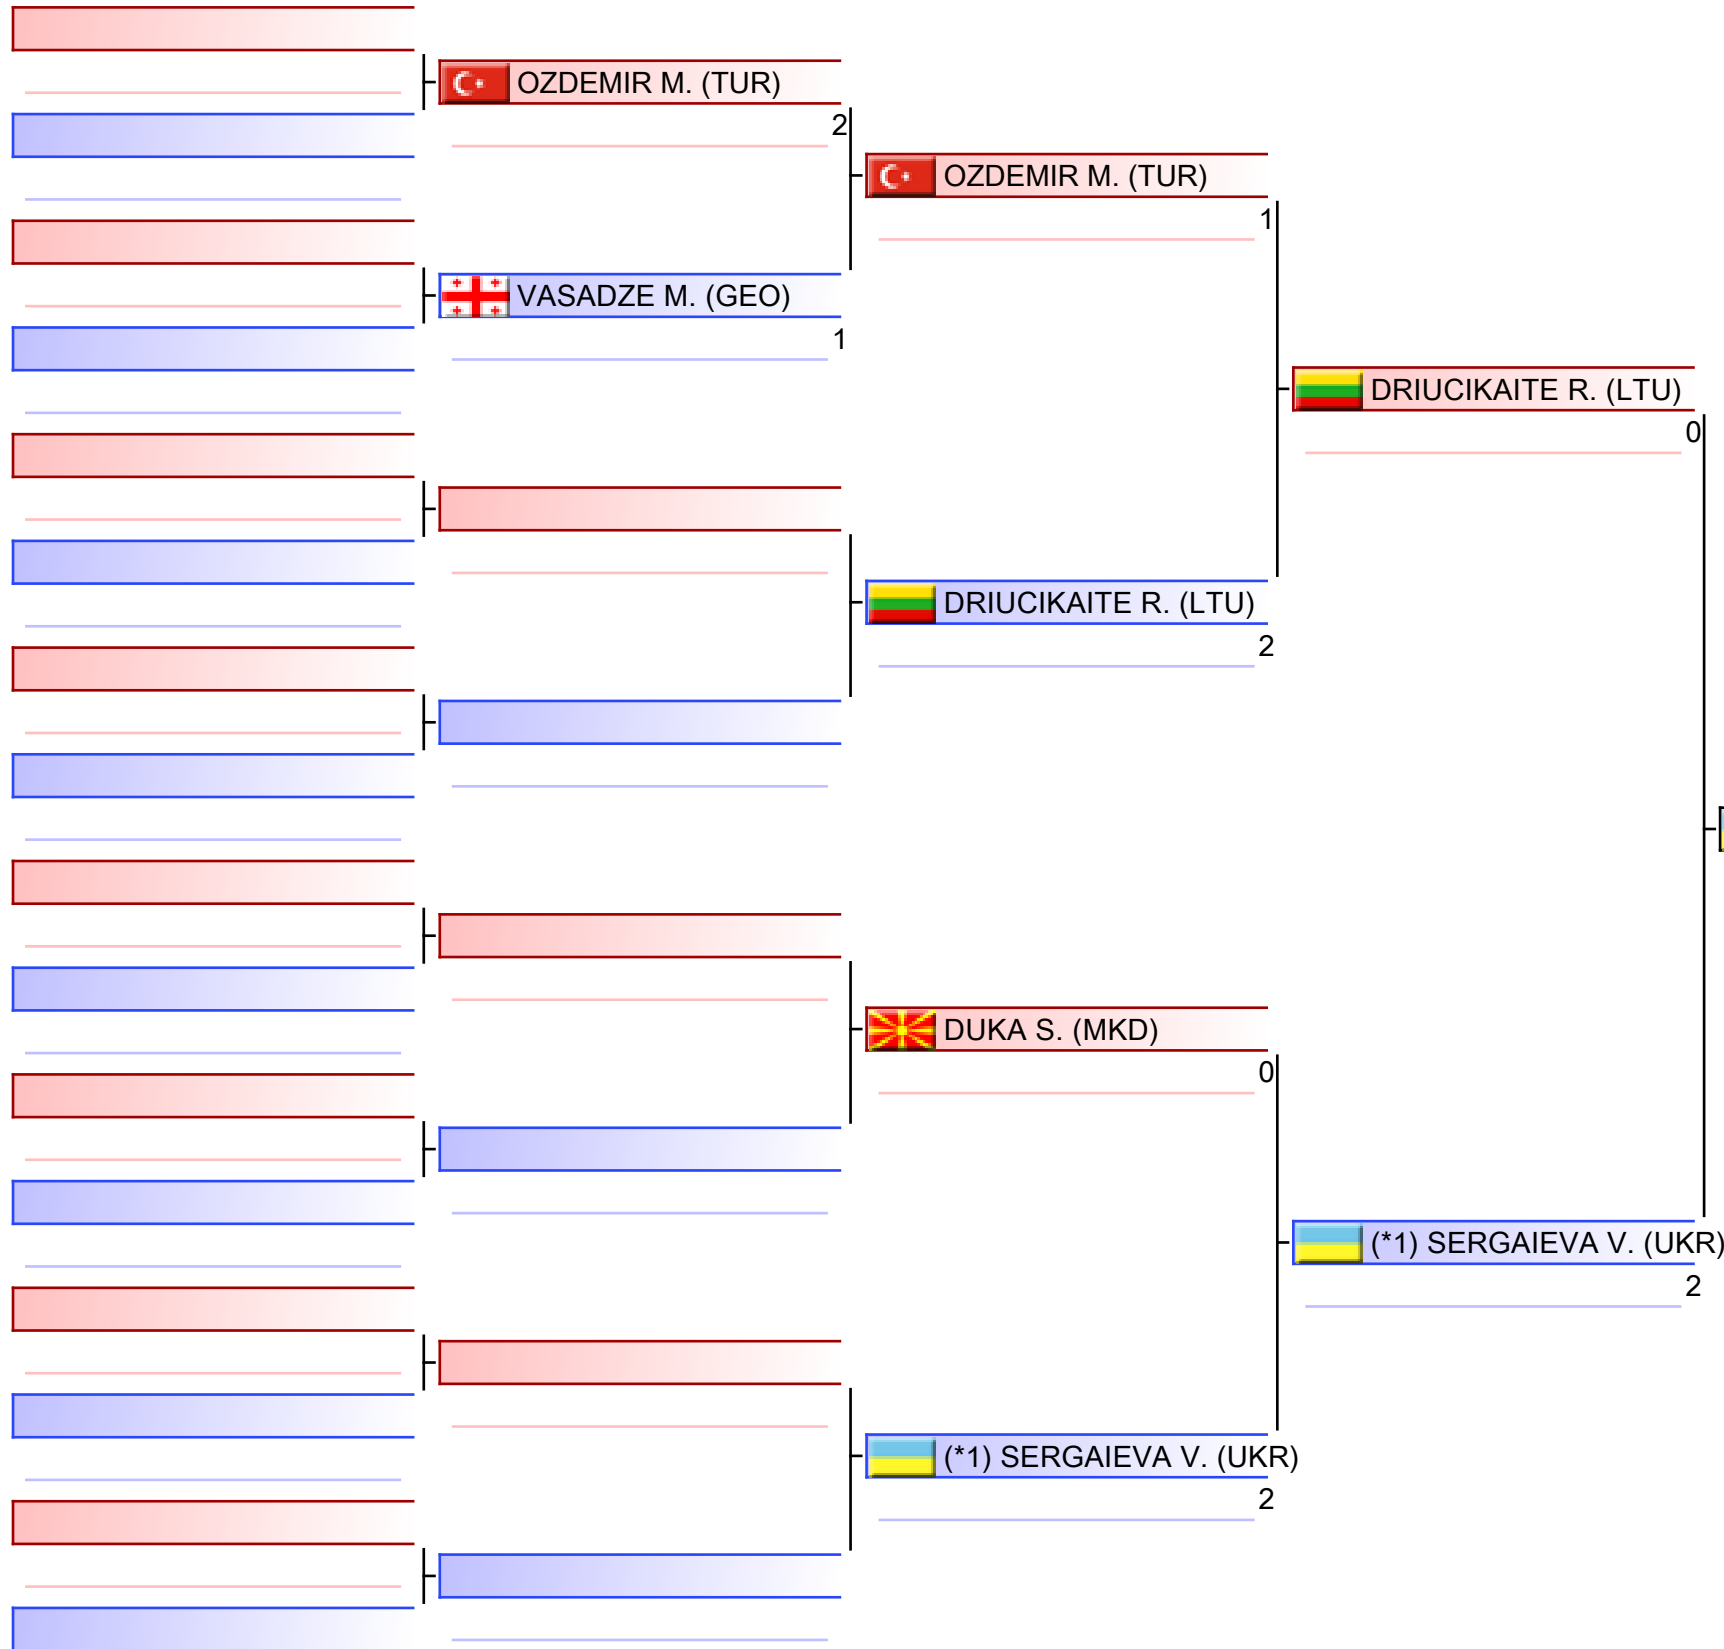 OZDEMIR M. (TUR)
2
OZDEMIR M. (TUR)
1
VASADZE M. (GEO)
1
DRIUCIKAITE R. (LTU)
0
DRIUCIKAITE R. (LTU)
2
DUKA S. (MKD)
0
(*1) SERGAIEVA V. (UKR)
2
(*1) SERGAIEVA V. (UKR)
2